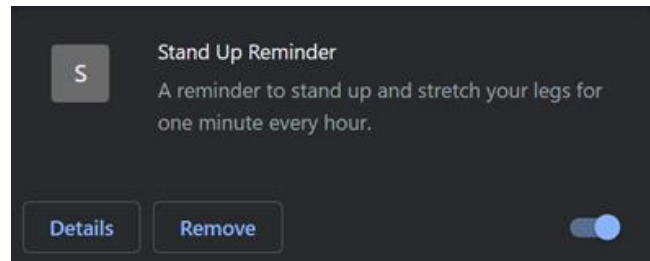 S
Stand Up Reminder
A reminder to stand up and stretch your legs for
one minute every hour.
Details
Remove